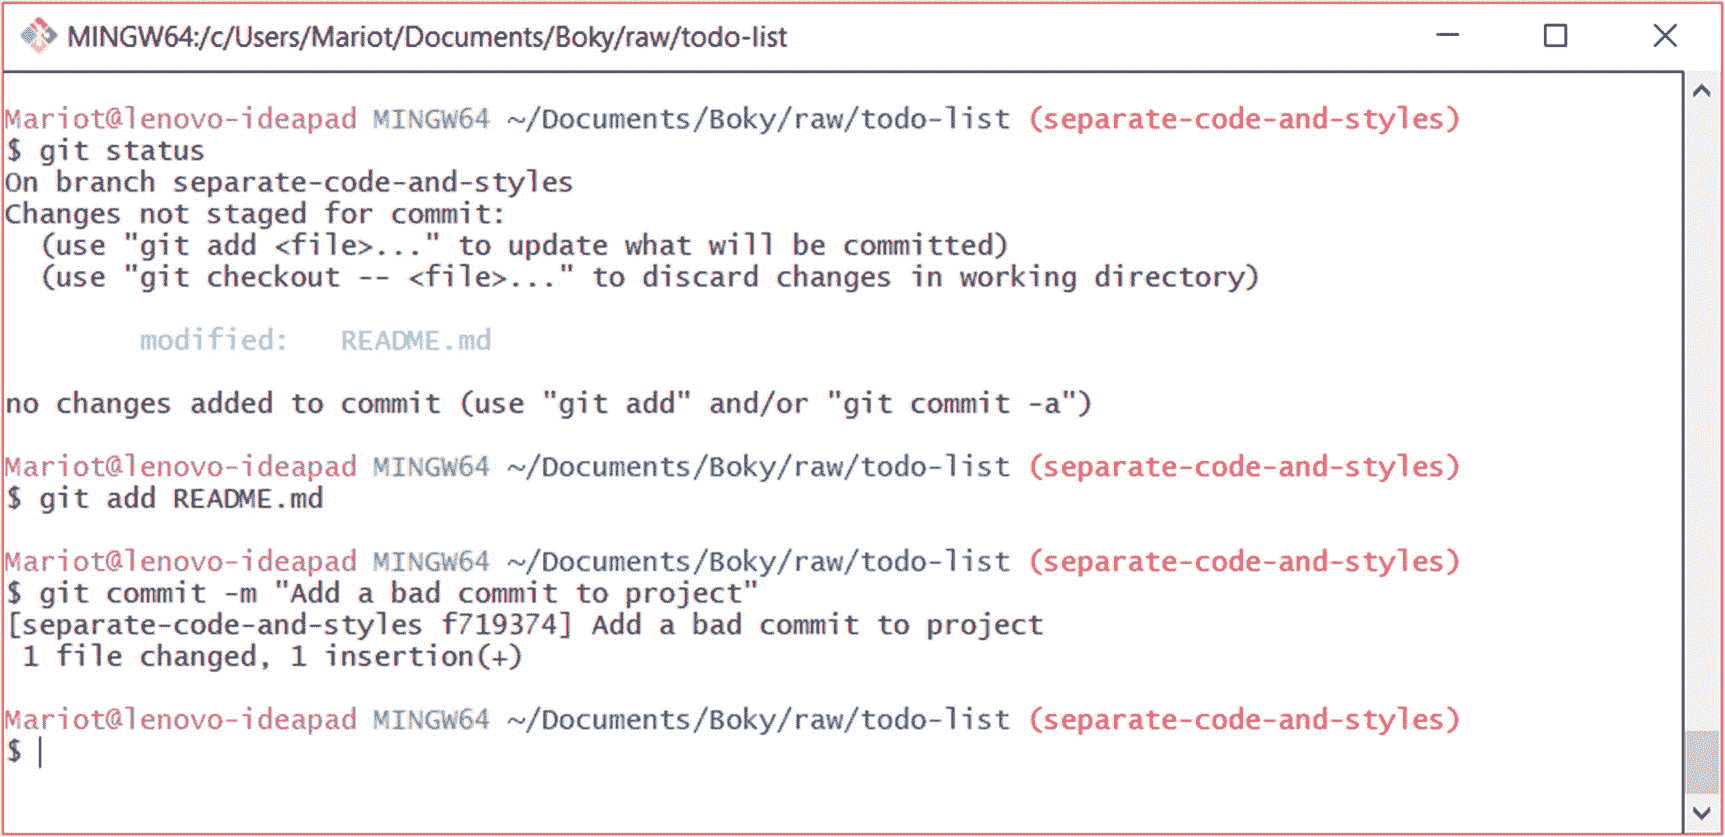 MINGW64:/c/Users/Mariot/Documents/Boky/raw/todo-list
Mariot@lenovo-ideapad MINGW64 ~/Documents/Boky/raw/todo-list (separate-code-and-styles)
$ git status
On branch separate-code-and-styles
Changes not staged for commit:
  (use "git add <file>..." to update what will be committed)
  (use "git checkout -- <file>..." to discard changes in working directory)
        modified:   README.md
no changes added to commit (use "git add" and/or "git commit -a")
Mariot@lenovo-ideapad MINGW64 ~/Documents/Boky/raw/todo-list (separate-code-and-styles)
$ git add README.md
Mariot@lenovo-ideapad MINGW64 ~/Documents/Boky/raw/todo-list (separate-code-and-styles)
$ git commit -m "Add a bad commit to project"
[separate-code-and-styles f719374] Add a bad commit to project
 1 file changed, 1 insertion(+)
Mariot@lenovo-ideapad MINGW64 ~/Documents/Boky/raw/todo-list (separate-code-and-styles)
$